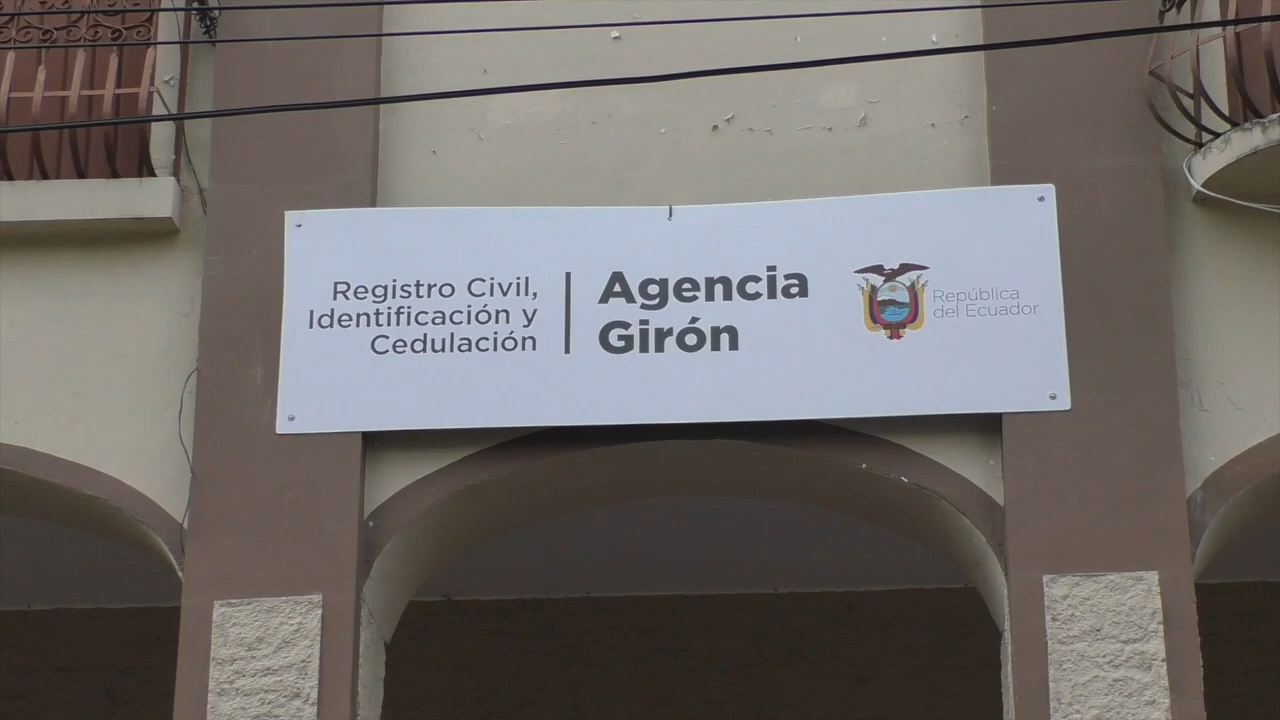 Registro Civil,
Identificación y
Cedulación
Agencia
Girón
República
del Ecuador